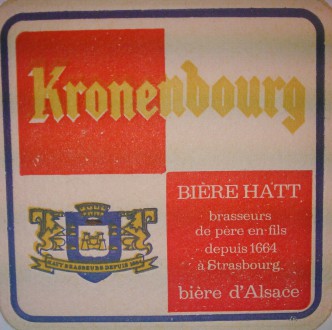 Kronenbourg
BIÈRE HATT
brasseurs
de père en fils
depuis 1664
à Strasbourg.
bière d'Alsace
HATT BRASSEURS DEPUIS 1664